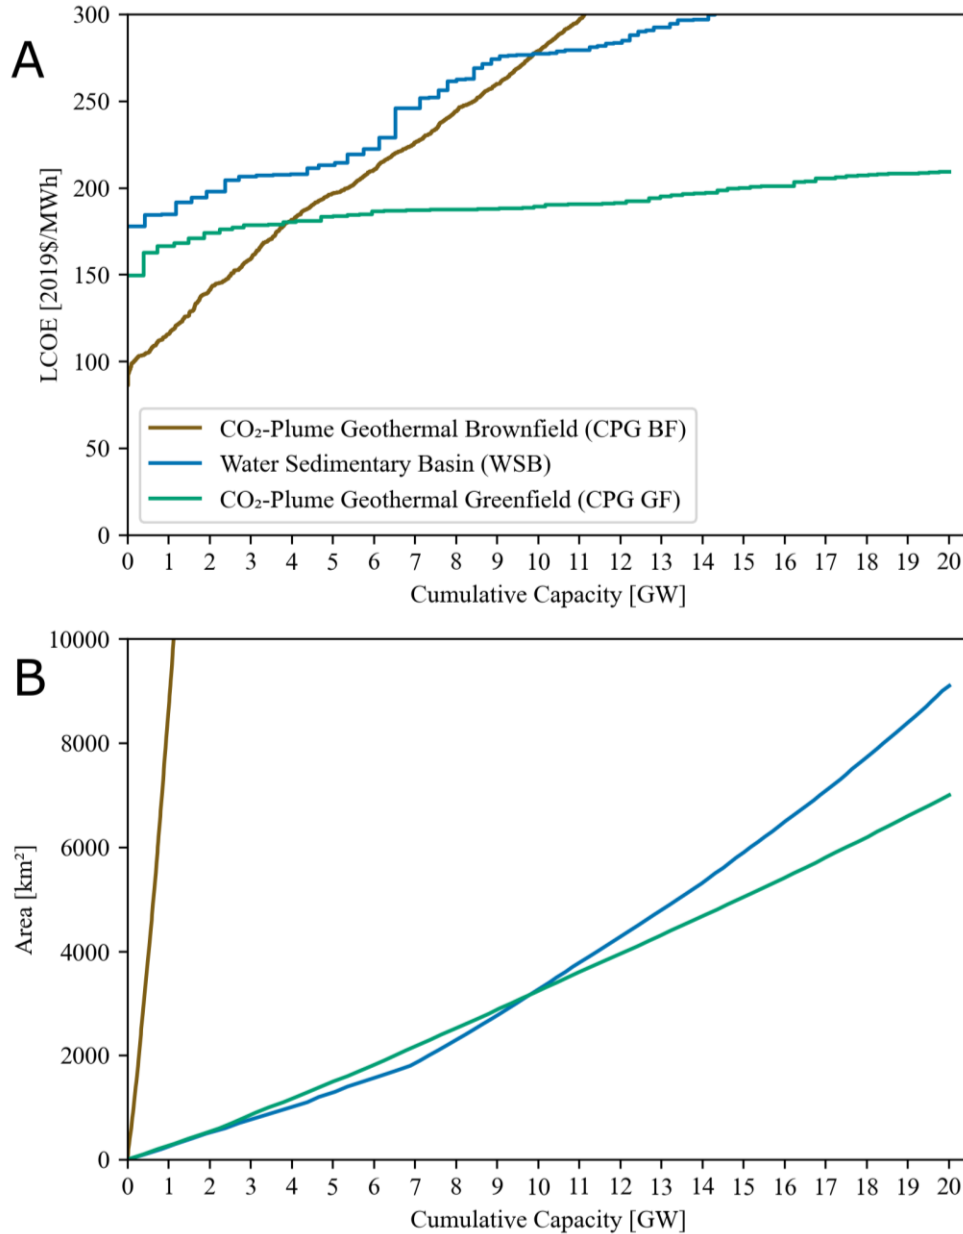 A
300
250
200
150
100
50
0
LCOE [2019$/MWh]
CO₂-Plume Geothermal Brownfield (CPG BF)
Water Sedimentary Basin (WSB)
CO₂-Plume Geothermal Greenfield (CPG GF)
0 1 2 3 4 5 6 7 8 9 10 11 12 13 14 15 16 17 18 19 20
Cumulative Capacity [GW]
B
10000
8000
6000
4000
2000
0
Area [km²]
0 1 2 3 4 5 6 7 8 9 10 11 12 13 14 15 16 17 18 19 20
Cumulative Capacity [GW]